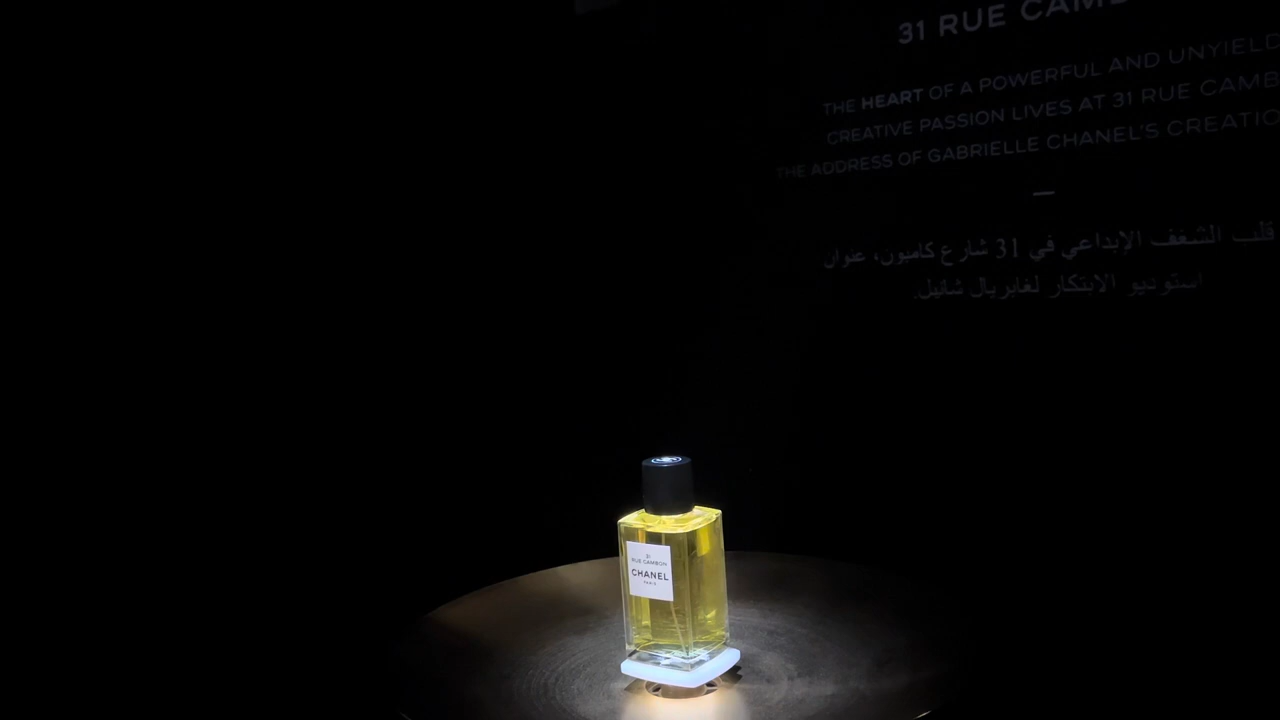 31 RUE CAMB
THE HEART OF A POWERFUL AND UNYIELD
CREATIVE PASSION LIVES AT 31 RUE CAMB
THE ADDRESS OF GABRIELLE CHANEL'S CREATIO
قلب الشغف الإبداعي في 31 شارع كامبون، عنوان
استوديو الابتكار لغابريال شانيل.
31
RUE CAMBON
CHANEL
PARIS